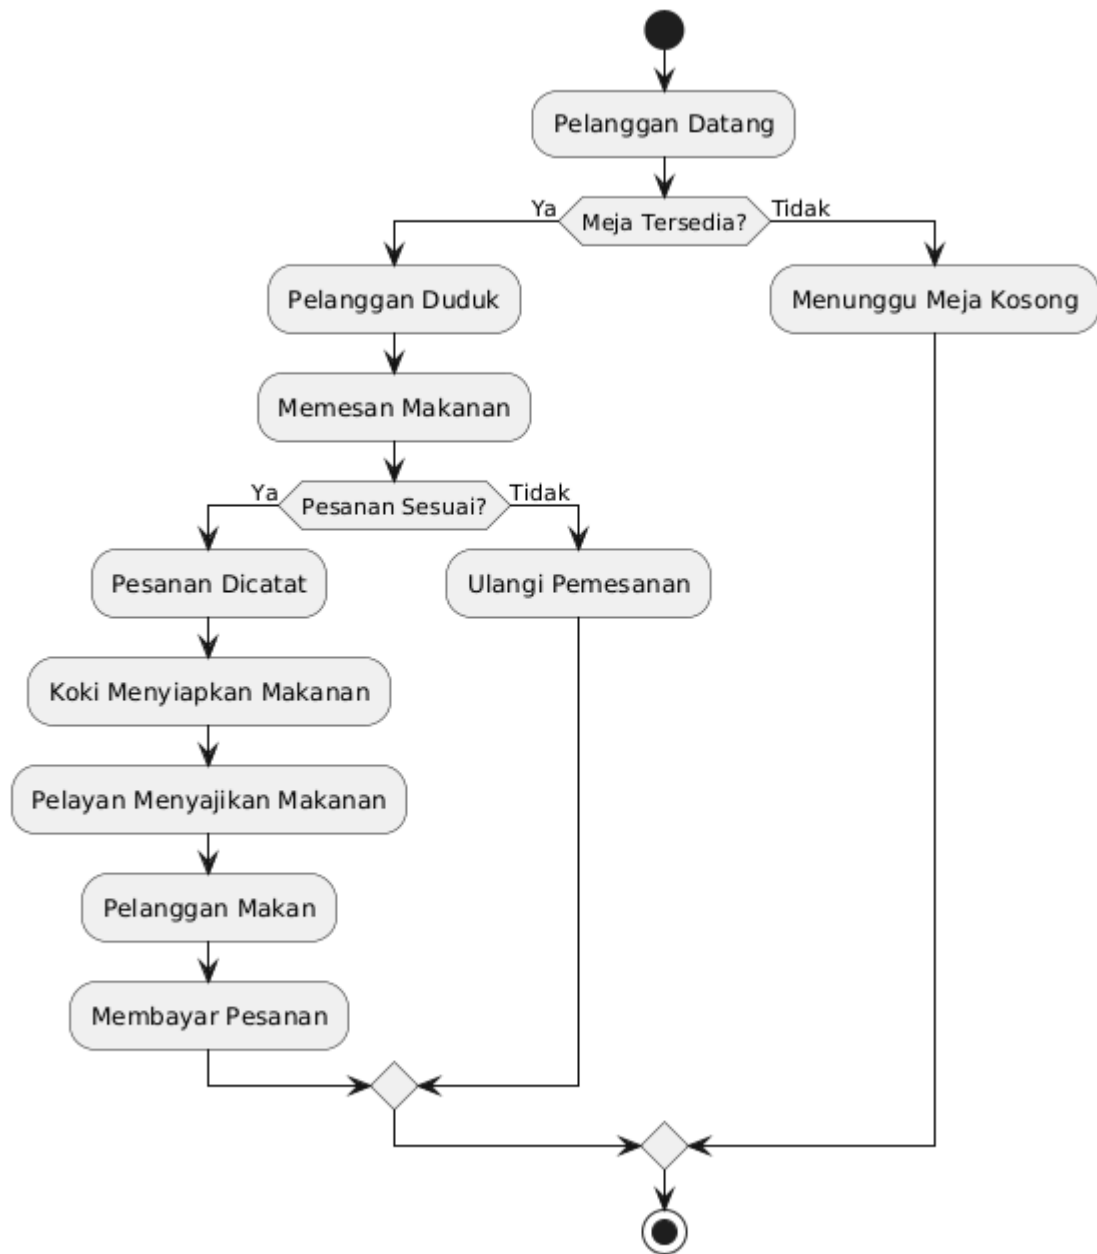 Pelanggan Datang
Ya
Meja Tersedia?
Tidak
Pelanggan Duduk
Menunggu Meja Kosong
Memesan Makanan
Ya
Pesanan Sesuai?
Tidak
Pesanan Dicatat
Ulangi Pemesanan
Koki Menyiapkan Makanan
Pelayan Menyajikan Makanan
Pelanggan Makan
Membayar Pesanan